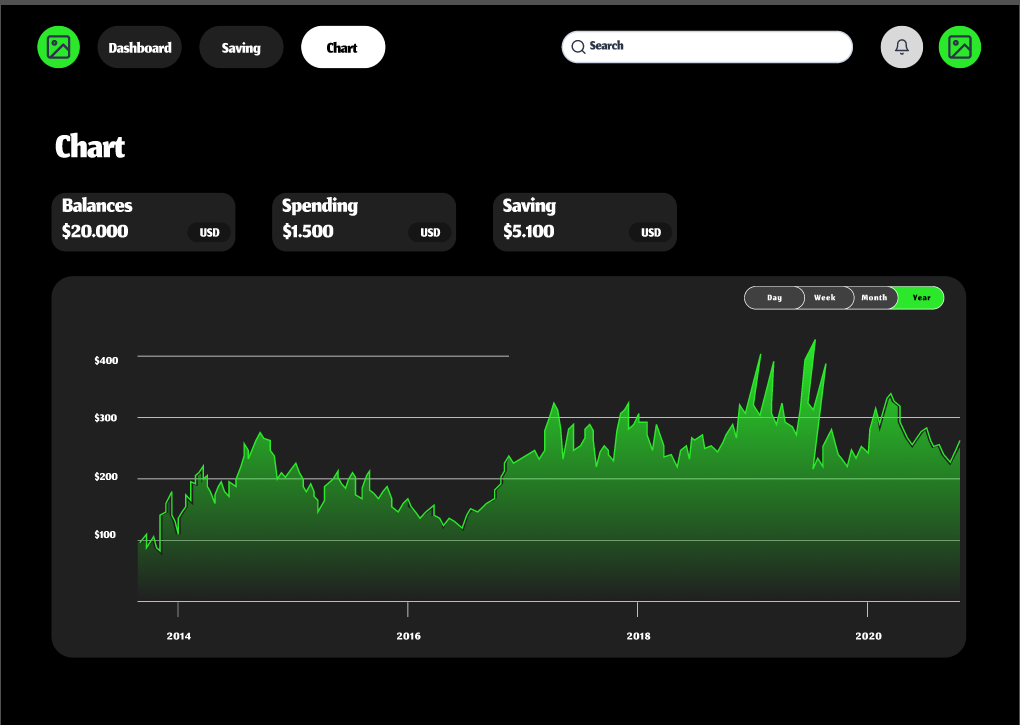 Dashboard
Saving
Chart
Search
Chart
Balances
$20.000
USD
Spending
$1.500
USD
Saving
$5.100
USD
Day
Week
Month
Year
$400
$300
$200
$100
2014
2016
2018
2020